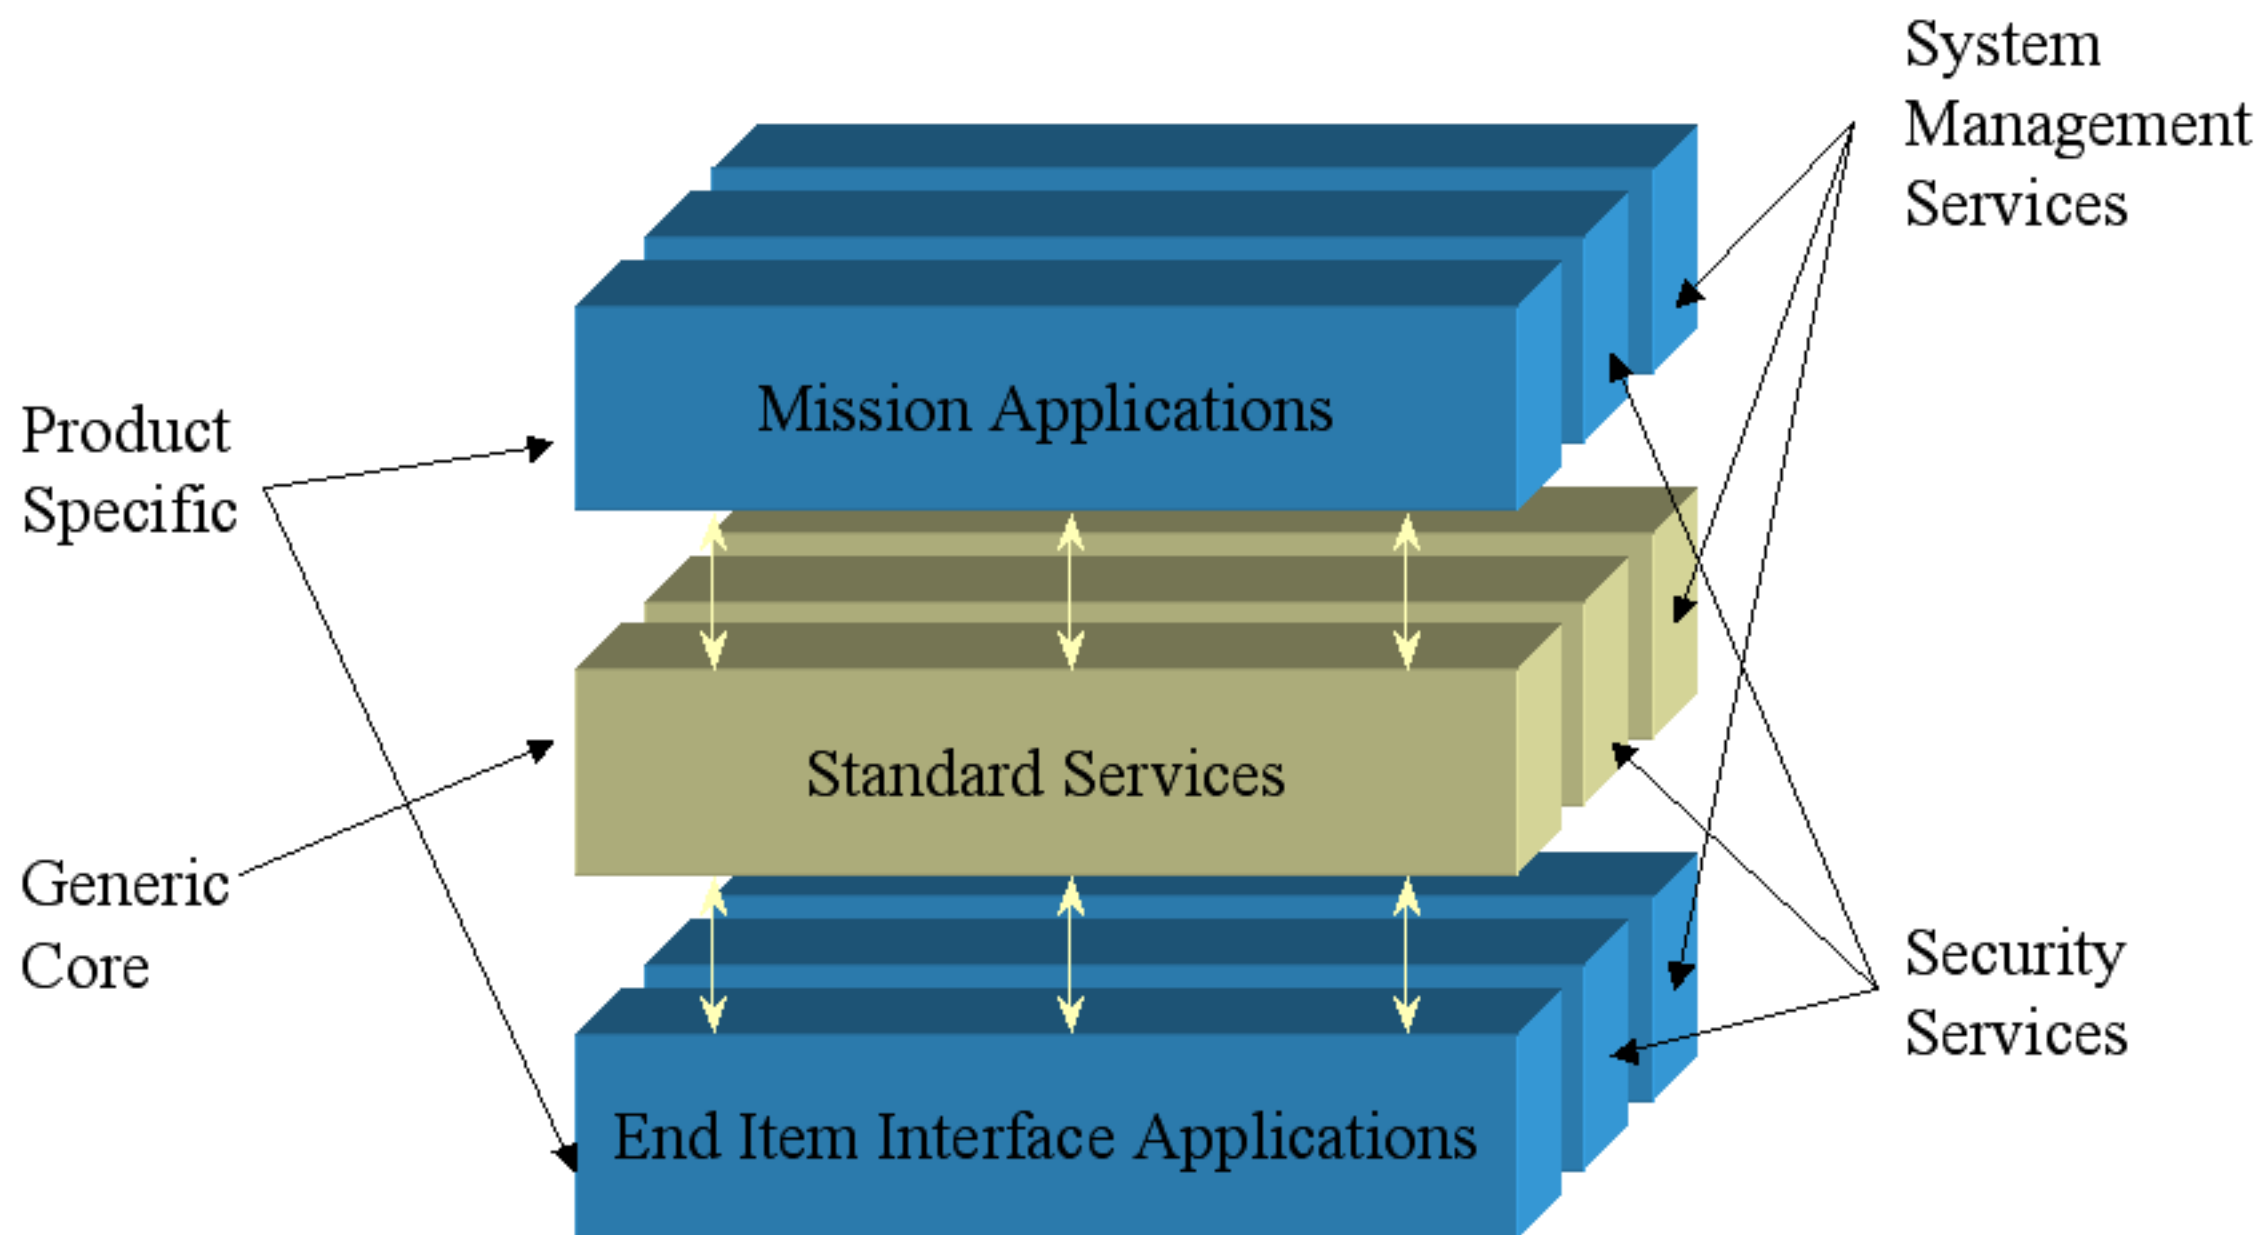 System
Management
Services
Mission Applications
Product
Specific
Standard Services
Generic
Core
Security
Services
End Item Interface Applications